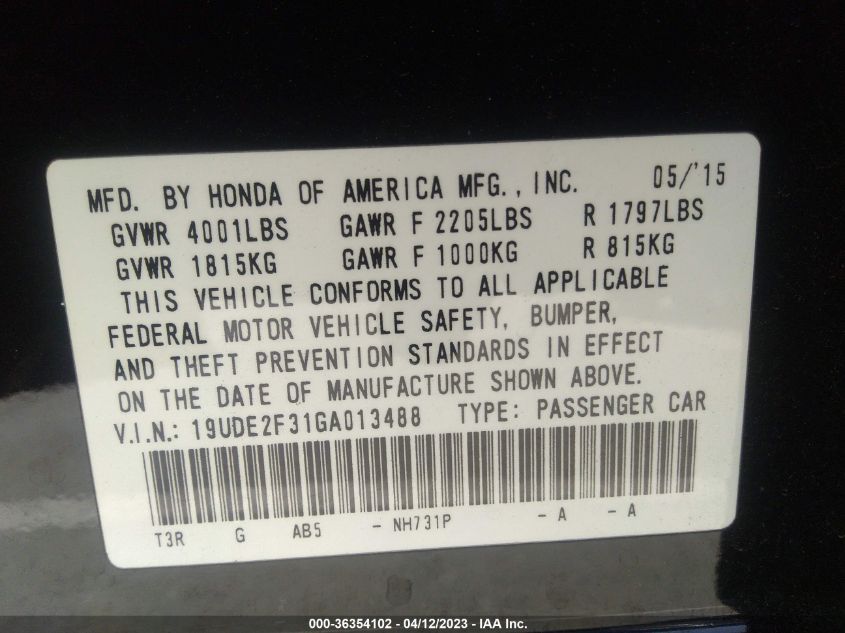 MFD. BY HONDA OF AMERICA MFG., INC. 05/'15
GVWR 4001LBS GAWR F 2205LBS R 1797LBS
GVWR 1815KG GAWR F 1000KG R 815KG
THIS VEHICLE CONFORMS TO ALL APPLICABLE
FEDERAL MOTOR VEHICLE SAFETY, BUMPER,
AND THEFT PREVENTION STANDARDS IN EFFECT
ON THE DATE OF MANUFACTURE SHOWN ABOVE.
V.I.N.: 19UDE2F31GA013488 TYPE: PASSENGER CAR
T3R G AB5 - NH731P - A - A
000-36354102 - 04/12/2023 - IAA Inc.